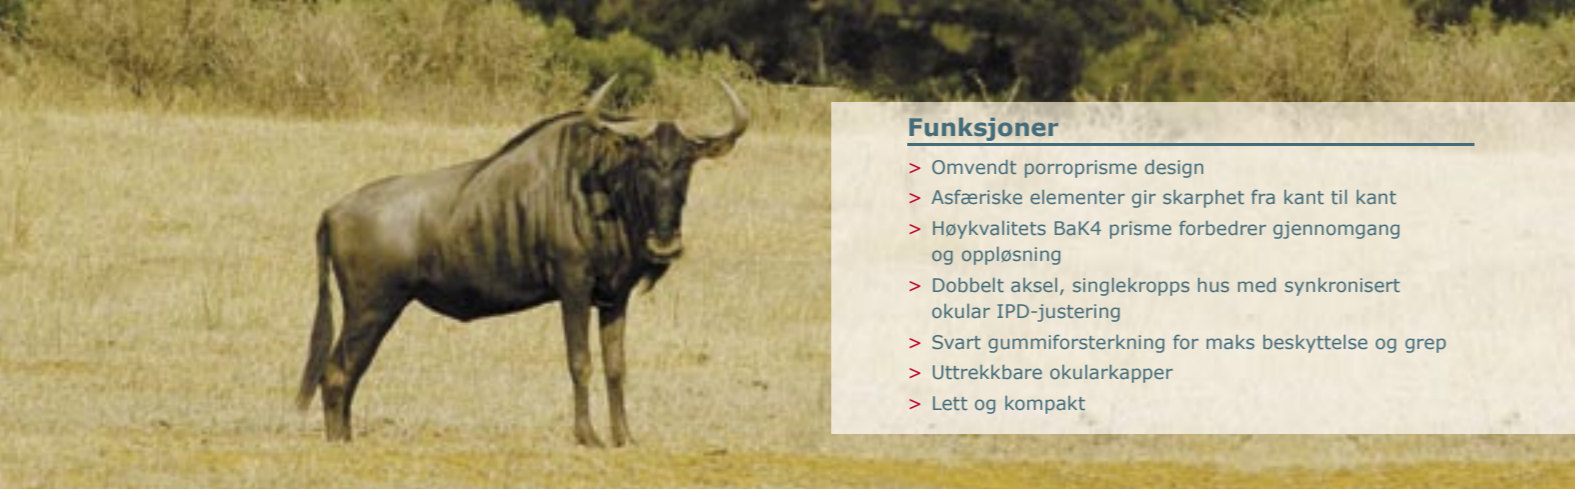 Funksjoner
> Omvendt porroprisme design
> Asfæriske elementer gir skarphet fra kant til kant
> Høykvalitets BaK4 prisme forbedrer gjennomgang
og oppløsning
> Dobbelt aksel, singlekropps hus med synkronisert
okular IPD-justering
> Svart gummiforsterkning for maks beskyttelse og grep
> Uttrekkbare okularkapper
> Lett og kompakt